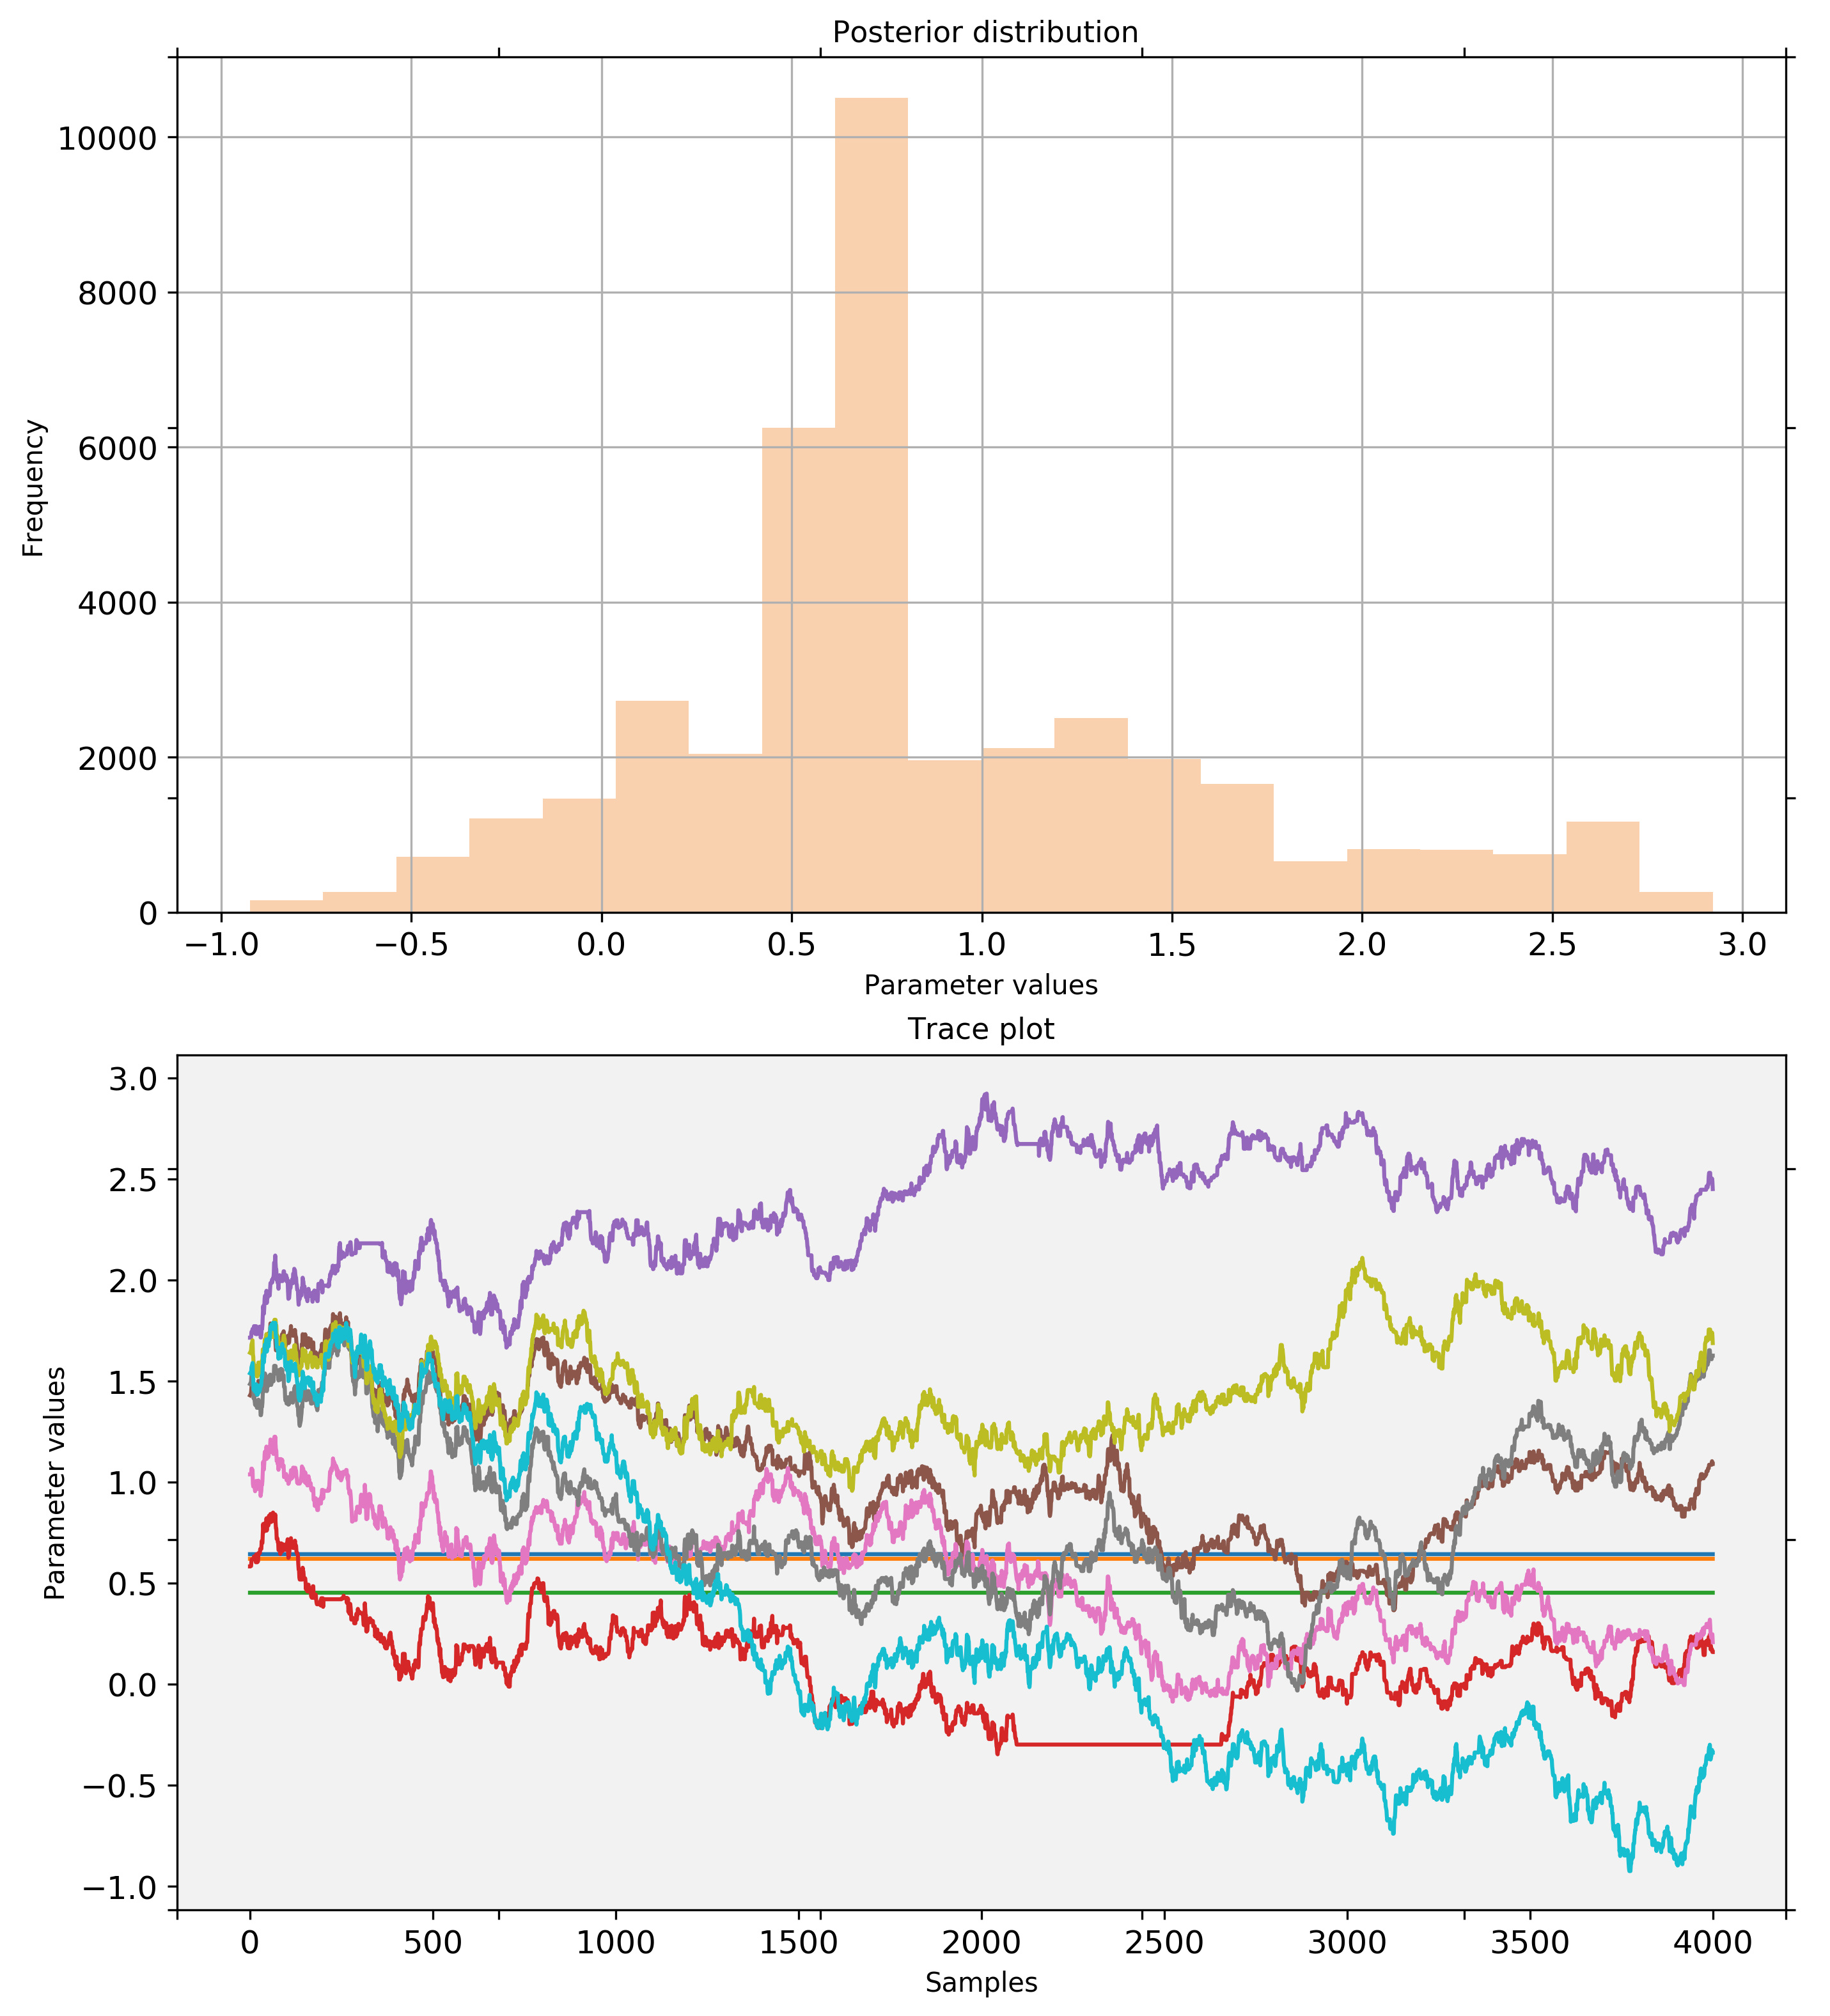 Posterior distribution
10000
8000
6000
4000
2000
0
Frequency
−1.0 −0.5 0.0 0.5 1.0 1.5 2.0 2.5 3.0
Parameter values
Trace plot
3.0
2.5
2.0
1.5
1.0
0.5
0.0
−0.5
−1.0
Parameter values
0 500 1000 1500 2000 2500 3000 3500 4000
Samples